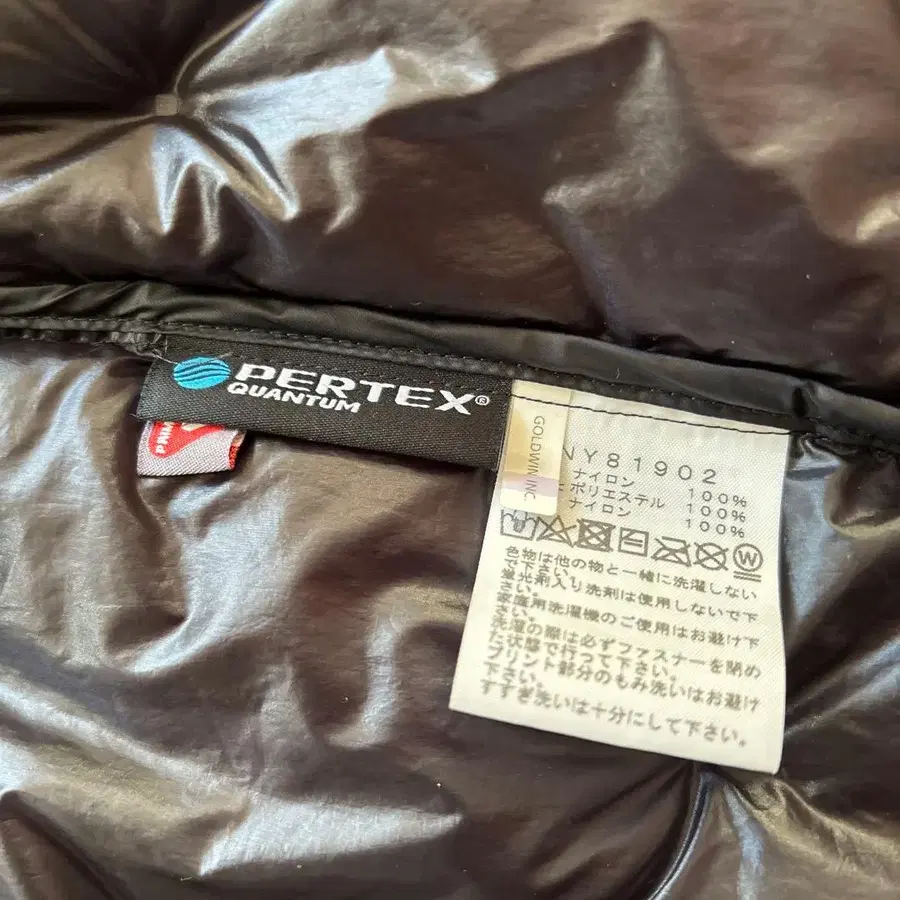 PERTEX®
QUANTUM
PRIM
GOLDWIN INC.
NY81902
ナイロン 100%
ポリエステル 100%
ナイロン 100%
W
色物は他の物と一緒に洗濯しない
で下さい。
蛍光剤入り洗剤は使用しないで下
さい。
家庭用洗濯機のご使用はお避け下
さい。
洗濯の際は必ずファスナーを閉め
た状態で行って下さい。
プリント部分のもみ洗いはお避け
下さい。
すすぎ洗いは十分にして下さい。